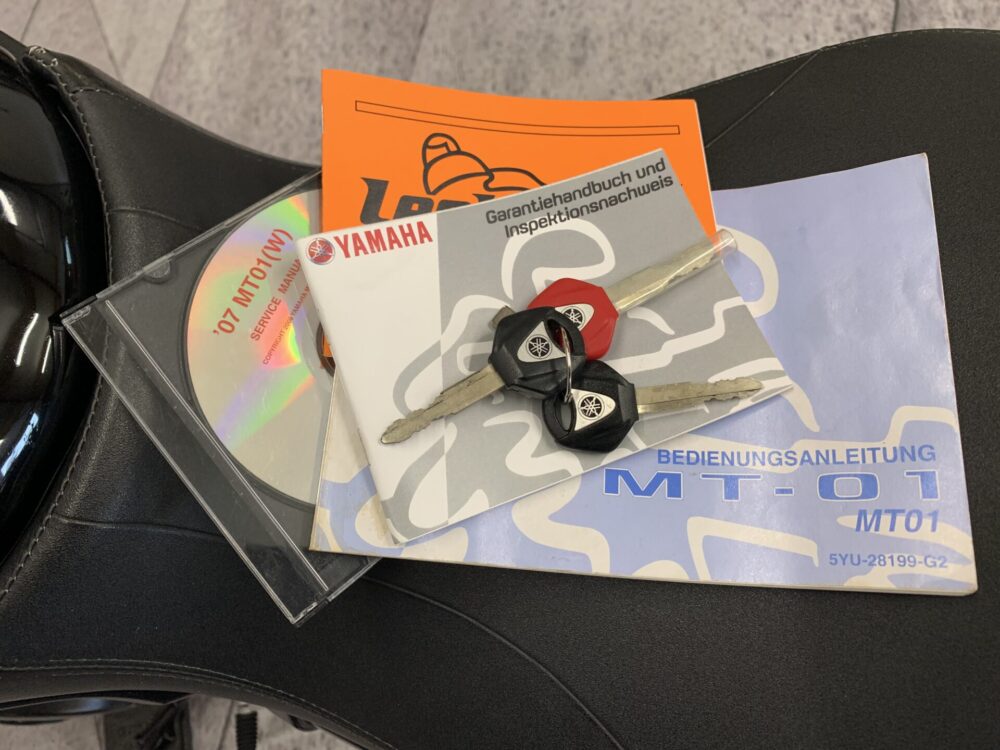 YAMAHA
Garantiehandbuch und
Inspektionsnachweis
'07 MT01(W)
SERVICE MANUAL
BEDIENUNGSANLEITUNG
MT-01
MT01
5YU-28199-G2